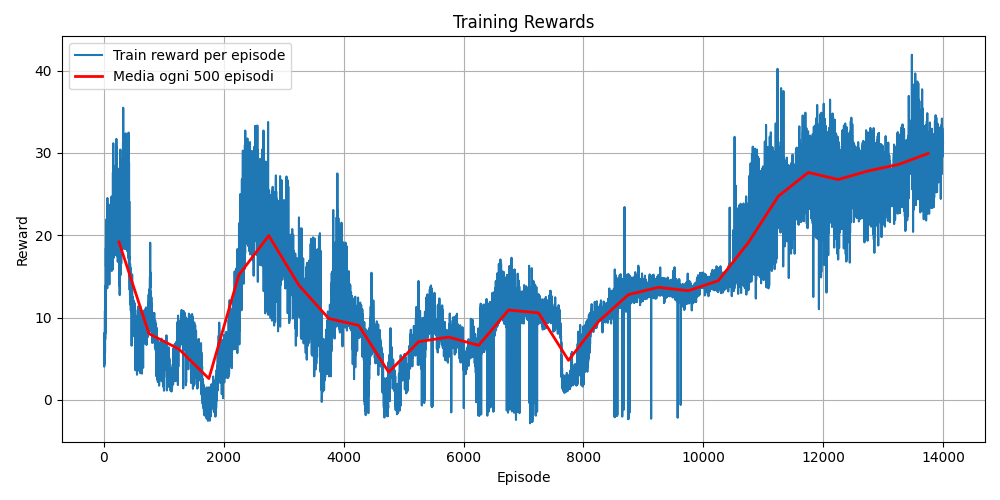 Training Rewards
Train reward per episode
Media ogni 500 episodi
Reward
40
30
20
10
0
0 2000 4000 6000 8000 10000 12000 14000
Episode